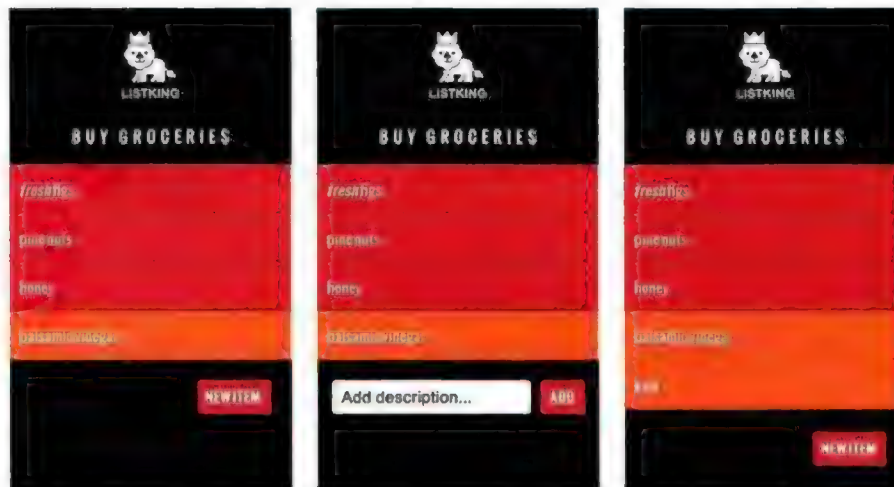 LISTKING
BUY GROCERIES
fresh figs
pine nuts
honey
balsamic vinegar
NEW ITEM
LISTKING
BUY GROCERIES
fresh figs
pine nuts
honey
balsamic vinegar
Add description...
ADD
LISTKING
BUY GROCERIES
fresh figs
pine nuts
honey
balsamic vinegar
NEW ITEM